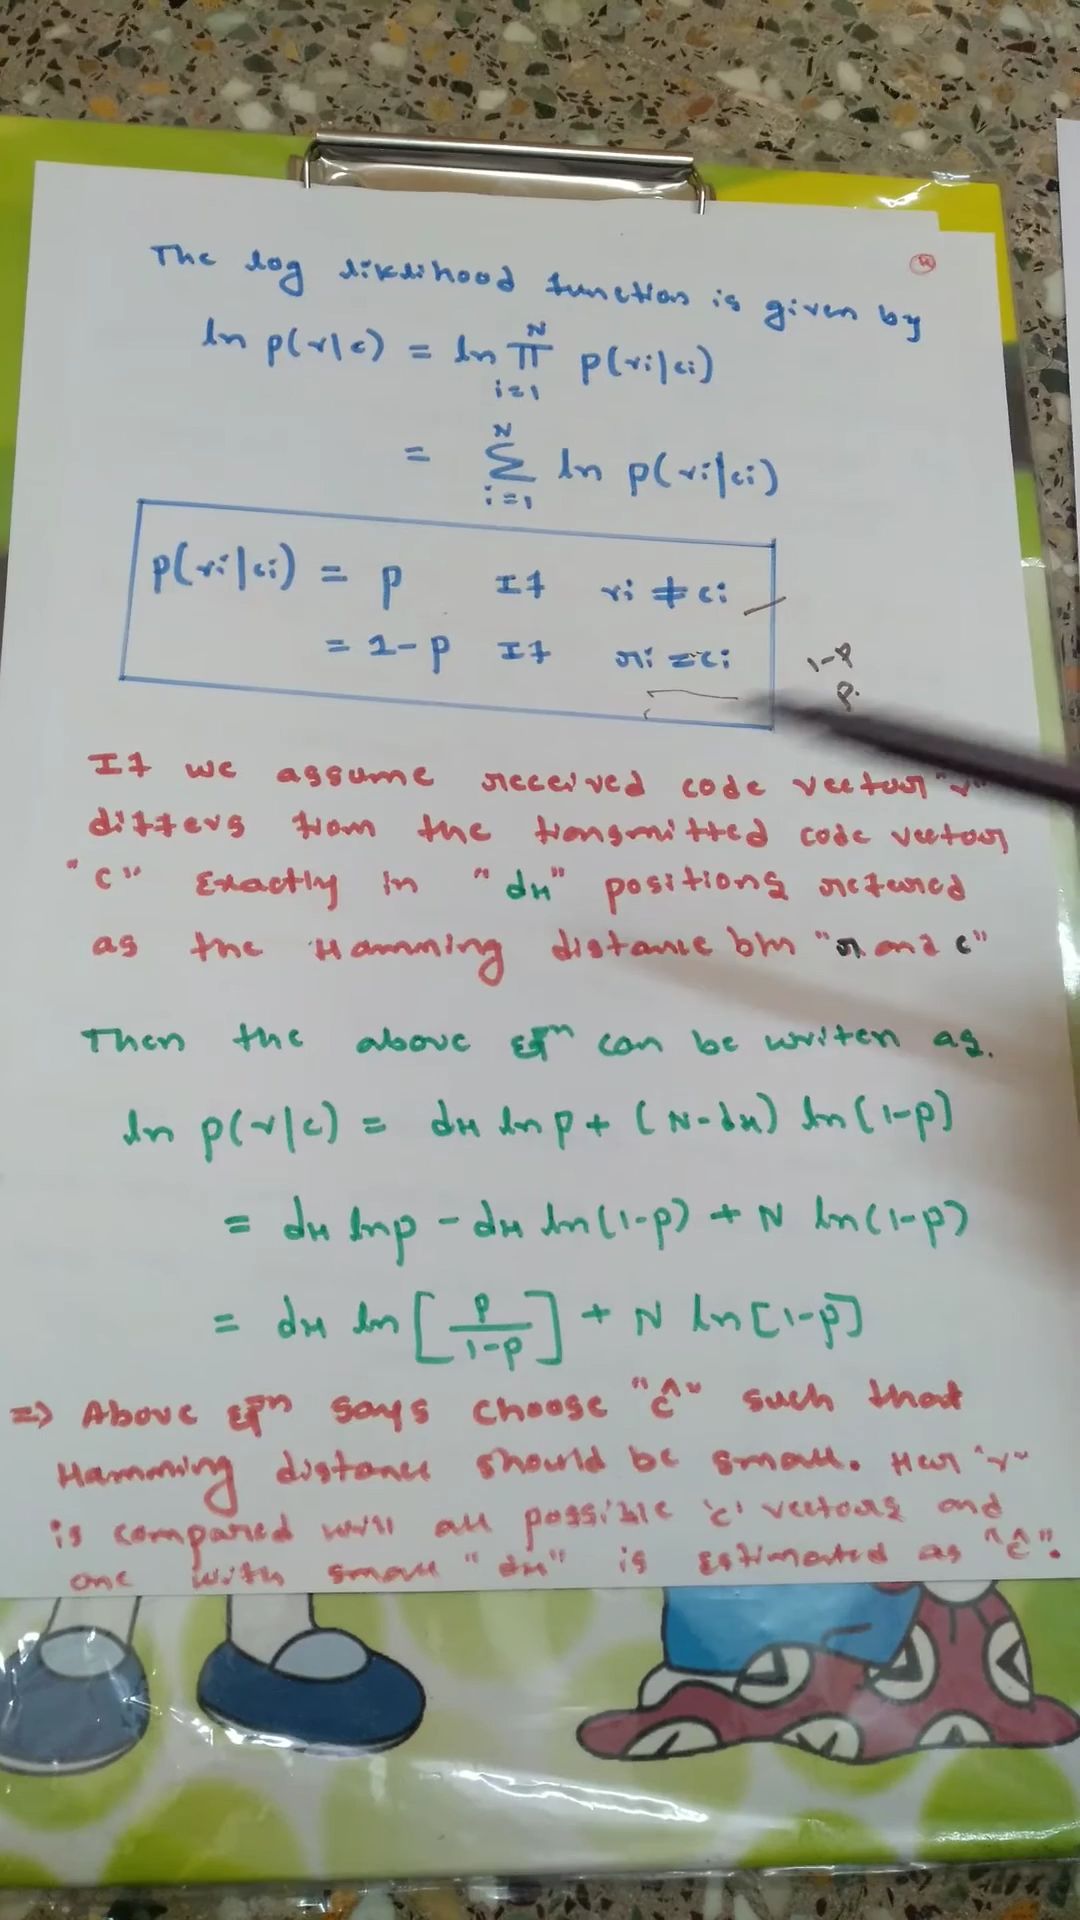 The log liklihood function is given by
ln p(r|c) = ln N π i=1 p(ri|ci)
= N Σ i=1 ln p(ri|ci)
p(ri|ci) = p If ri ≠ ci
= 1-p If ri = ci
1-p
p.
If we assume received code vector "r"
differs from the transmitted code vector
"c" Exactly in "dH" positions refered
as the Hamming distance b/n "r and c"
Then the above Eqn can be writen as.
ln p(r|c) = dH ln p + (N-dH) ln (1-p)
= dH ln p - dH ln (1-p) + N ln (1-p)
= dH ln [p/1-p] + N ln [1-p]
=> Above Eqn says choose "ĉ" such that
Hamming distance should be small. Her "r"
is compared with all possible 'c' vectors and
one with small "dH" is estimated as "ĉ".